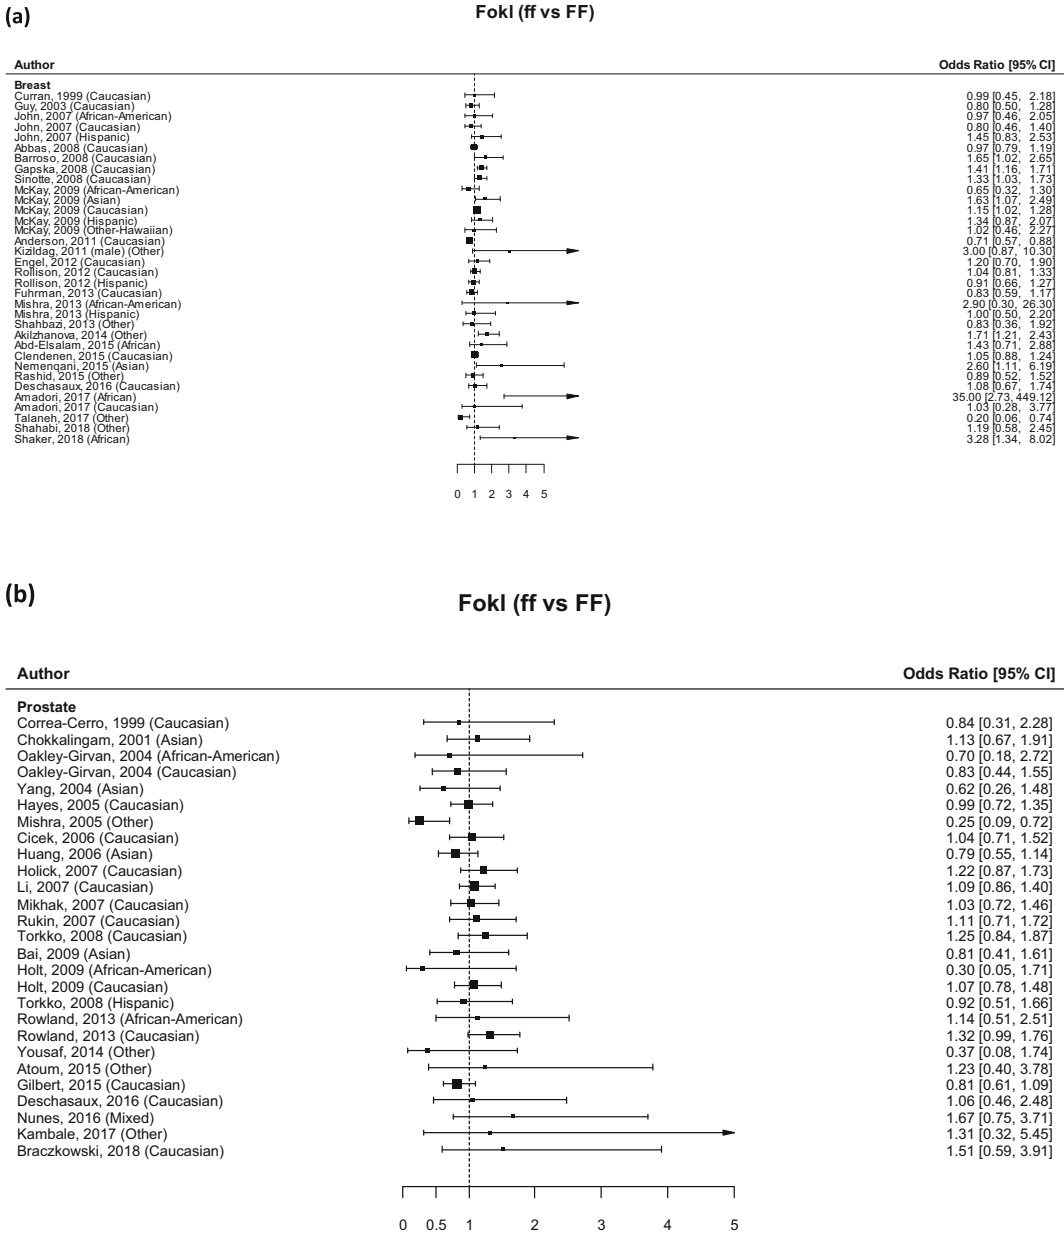 (a)
FokI (ff vs FF)
Author Odds Ratio [95% CI]
Breast
Curran, 1999 (Caucasian) 0.99 [0.45, 2.18]
Guy, 2003 (Caucasian) 0.80 [0.50, 1.28]
John, 2007 (African-American) 0.97 [0.46, 2.05]
John, 2007 (Caucasian) 0.80 [0.46, 1.40]
John, 2007 (Hispanic) 1.45 [0.83, 2.53]
Abbas, 2008 (Caucasian) 0.97 [0.79, 1.19]
Barroso, 2008 (Caucasian) 1.65 [1.02, 2.65]
Gapska, 2008 (Caucasian) 1.41 [1.16, 1.71]
Sinotte, 2008 (Caucasian) 1.33 [1.03, 1.73]
McKay, 2009 (African-American) 0.65 [0.32, 1.30]
McKay, 2009 (Asian) 1.63 [1.07, 2.49]
McKay, 2009 (Caucasian) 1.15 [1.02, 1.28]
McKay, 2009 (Hispanic) 1.34 [0.87, 2.07]
McKay, 2009 (Other-Hawaiian) 1.02 [0.46, 2.27]
Anderson, 2011 (Caucasian) 0.71 [0.57, 0.88]
Kizildag, 2011 (male) (Other) 3.00 [0.87, 10.30]
Engel, 2012 (Caucasian) 1.20 [0.70, 1.90]
Rollison, 2012 (Caucasian) 1.04 [0.81, 1.33]
Rollison, 2012 (Hispanic) 0.91 [0.66, 1.27]
Fuhrman, 2013 (Caucasian) 0.83 [0.59, 1.17]
Mishra, 2013 (African-American) 2.90 [0.30, 26.30]
Mishra, 2013 (Hispanic) 1.00 [0.50, 2.20]
Shahbazi, 2013 (Other) 0.83 [0.36, 1.92]
Akilzhanova, 2014 (Other) 1.71 [1.21, 2.43]
Abd-Elsalam, 2015 (African) 1.43 [0.71, 2.88]
Clendenen, 2015 (Caucasian) 1.05 [0.88, 1.24]
Nemenqani, 2015 (Asian) 2.60 [1.11, 6.19]
Rashid, 2015 (Other) 0.89 [0.52, 1.52]
Deschasaux, 2016 (Caucasian) 1.08 [0.67, 1.74]
Amadori, 2017 (African) 35.00 [2.73, 449.12]
Amadori, 2017 (Caucasian) 1.03 [0.28, 3.77]
Talaneh, 2017 (Other) 0.20 [0.06, 0.74]
Shahabi, 2018 (Other) 1.19 [0.58, 2.45]
Shaker, 2018 (African) 3.28 [1.34, 8.02]
0 1 2 3 4 5
(b)
FokI (ff vs FF)
Author Odds Ratio [95% CI]
Prostate
Correa-Cerro, 1999 (Caucasian) 0.84 [0.31, 2.28]
Chokkalingam, 2001 (Asian) 1.13 [0.67, 1.91]
Oakley-Girvan, 2004 (African-American) 0.70 [0.18, 2.72]
Oakley-Girvan, 2004 (Caucasian) 0.83 [0.44, 1.55]
Yang, 2004 (Asian) 0.62 [0.26, 1.48]
Hayes, 2005 (Caucasian) 0.99 [0.72, 1.35]
Mishra, 2005 (Other) 0.25 [0.09, 0.72]
Cicek, 2006 (Caucasian) 1.04 [0.71, 1.52]
Huang, 2006 (Asian) 0.79 [0.55, 1.14]
Holick, 2007 (Caucasian) 1.22 [0.87, 1.73]
Li, 2007 (Caucasian) 1.09 [0.86, 1.40]
Mikhak, 2007 (Caucasian) 1.03 [0.72, 1.46]
Rukin, 2007 (Caucasian) 1.11 [0.71, 1.72]
Torkko, 2008 (Caucasian) 1.25 [0.84, 1.87]
Bai, 2009 (Asian) 0.81 [0.41, 1.61]
Holt, 2009 (African-American) 0.30 [0.05, 1.71]
Holt, 2009 (Caucasian) 1.07 [0.78, 1.48]
Torkko, 2008 (Hispanic) 0.92 [0.51, 1.66]
Rowland, 2013 (African-American) 1.14 [0.51, 2.51]
Rowland, 2013 (Caucasian) 1.32 [0.99, 1.76]
Yousaf, 2014 (Other) 0.37 [0.08, 1.74]
Atoum, 2015 (Other) 1.23 [0.40, 3.78]
Gilbert, 2015 (Caucasian) 0.81 [0.61, 1.09]
Deschasaux, 2016 (Caucasian) 1.06 [0.46, 2.48]
Nunes, 2016 (Mixed) 1.67 [0.75, 3.71]
Kambale, 2017 (Other) 1.31 [0.32, 5.45]
Braczkowski, 2018 (Caucasian) 1.51 [0.59, 3.91]
0 0.5 1 2 3 4 5